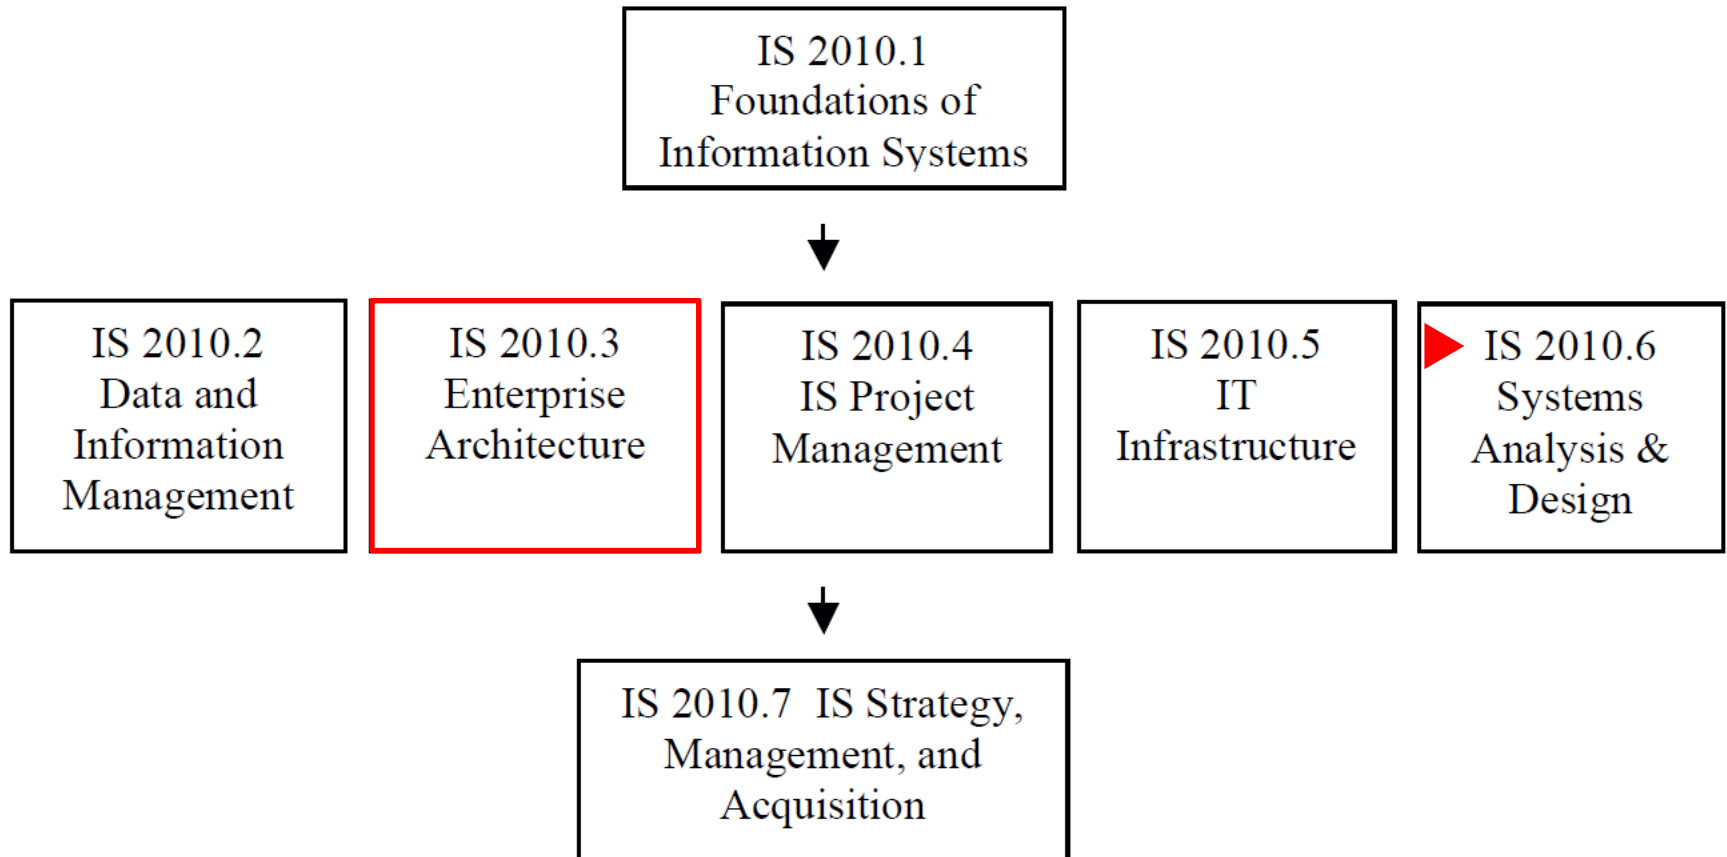 IS 2010.1
Foundations of
Information Systems
IS 2010.2
Data and
Information
Management
IS 2010.3
Enterprise
Architecture
IS 2010.4
IS Project
Management
IS 2010.5
IT
Infrastructure
IS 2010.6
Systems
Analysis &
Design
IS 2010.7 IS Strategy,
Management, and
Acquisition